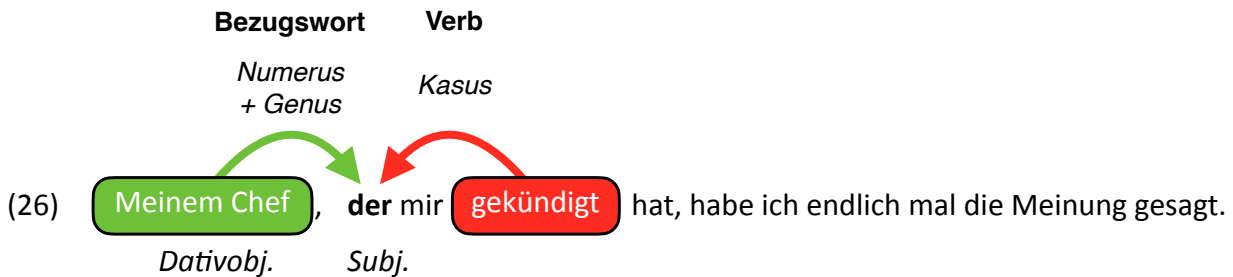 Bezugswort Verb
Numerus
+ Genus
Kasus
(26) Meinem Chef, der mir gekündigt hat, habe ich endlich mal die Meinung gesagt.
Dativobj. Subj.